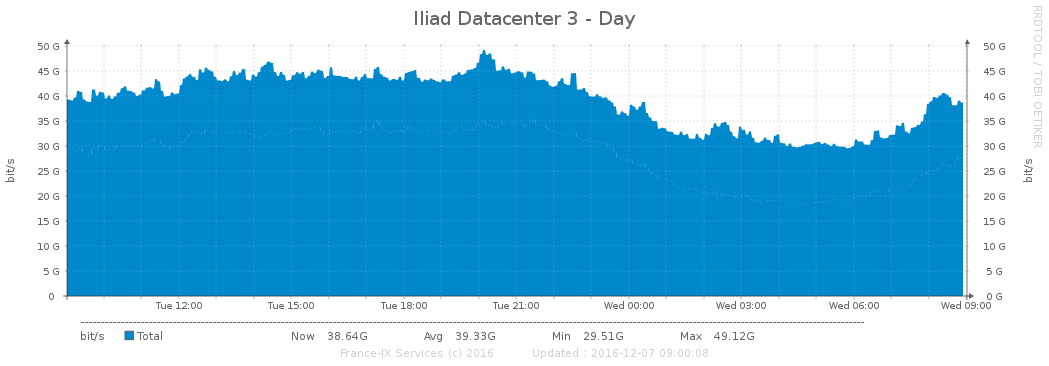 Iliad Datacenter 3 - Day
RRDTOOL / TOBI OETIKER
50 G 50 G
45 G 45 G
40 G 40 G
35 G 35 G
30 G 30 G
25 G 25 G
20 G 20 G
15 G 15 G
10 G 10 G
5 G 5 G
0 0 G
bit/s bit/s
Tue 12:00 Tue 15:00 Tue 18:00 Tue 21:00 Wed 00:00 Wed 03:00 Wed 06:00 Wed 09:00
bit/s Total Now 38.64G Avg 39.33G Min 29.51G Max 49.12G
France-IX Services (c) 2016 Updated : 2016-12-07 09:00:08